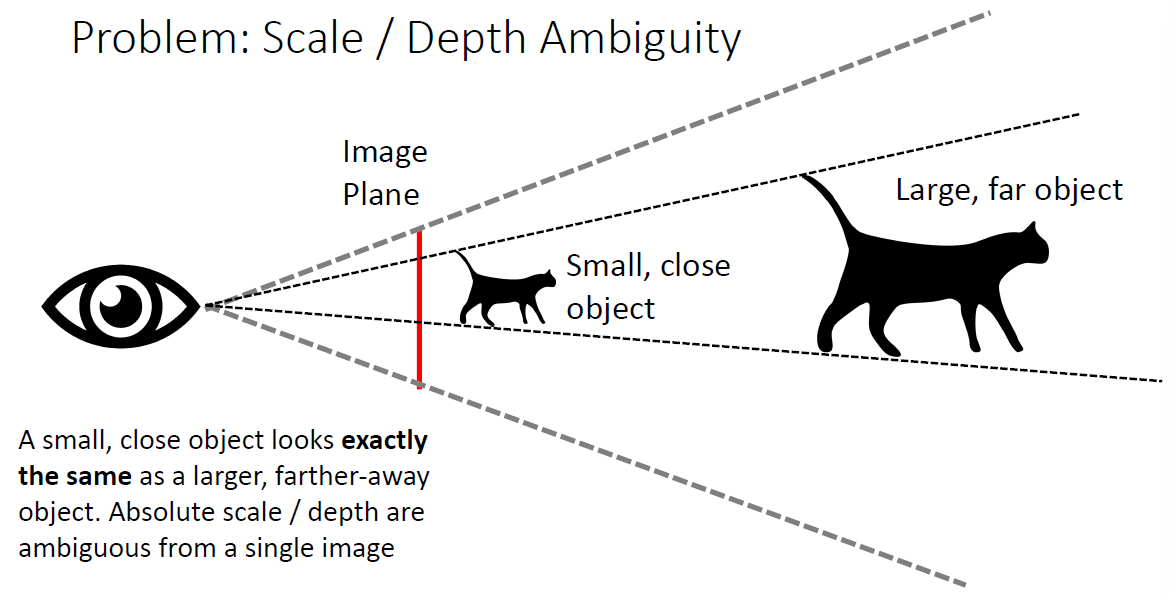 Problem: Scale / Depth Ambiguity
Image
Plane
Large, far object
Small, close
object
A small, close object looks exactly
the same as a larger, farther-away
object. Absolute scale / depth are
ambiguous from a single image